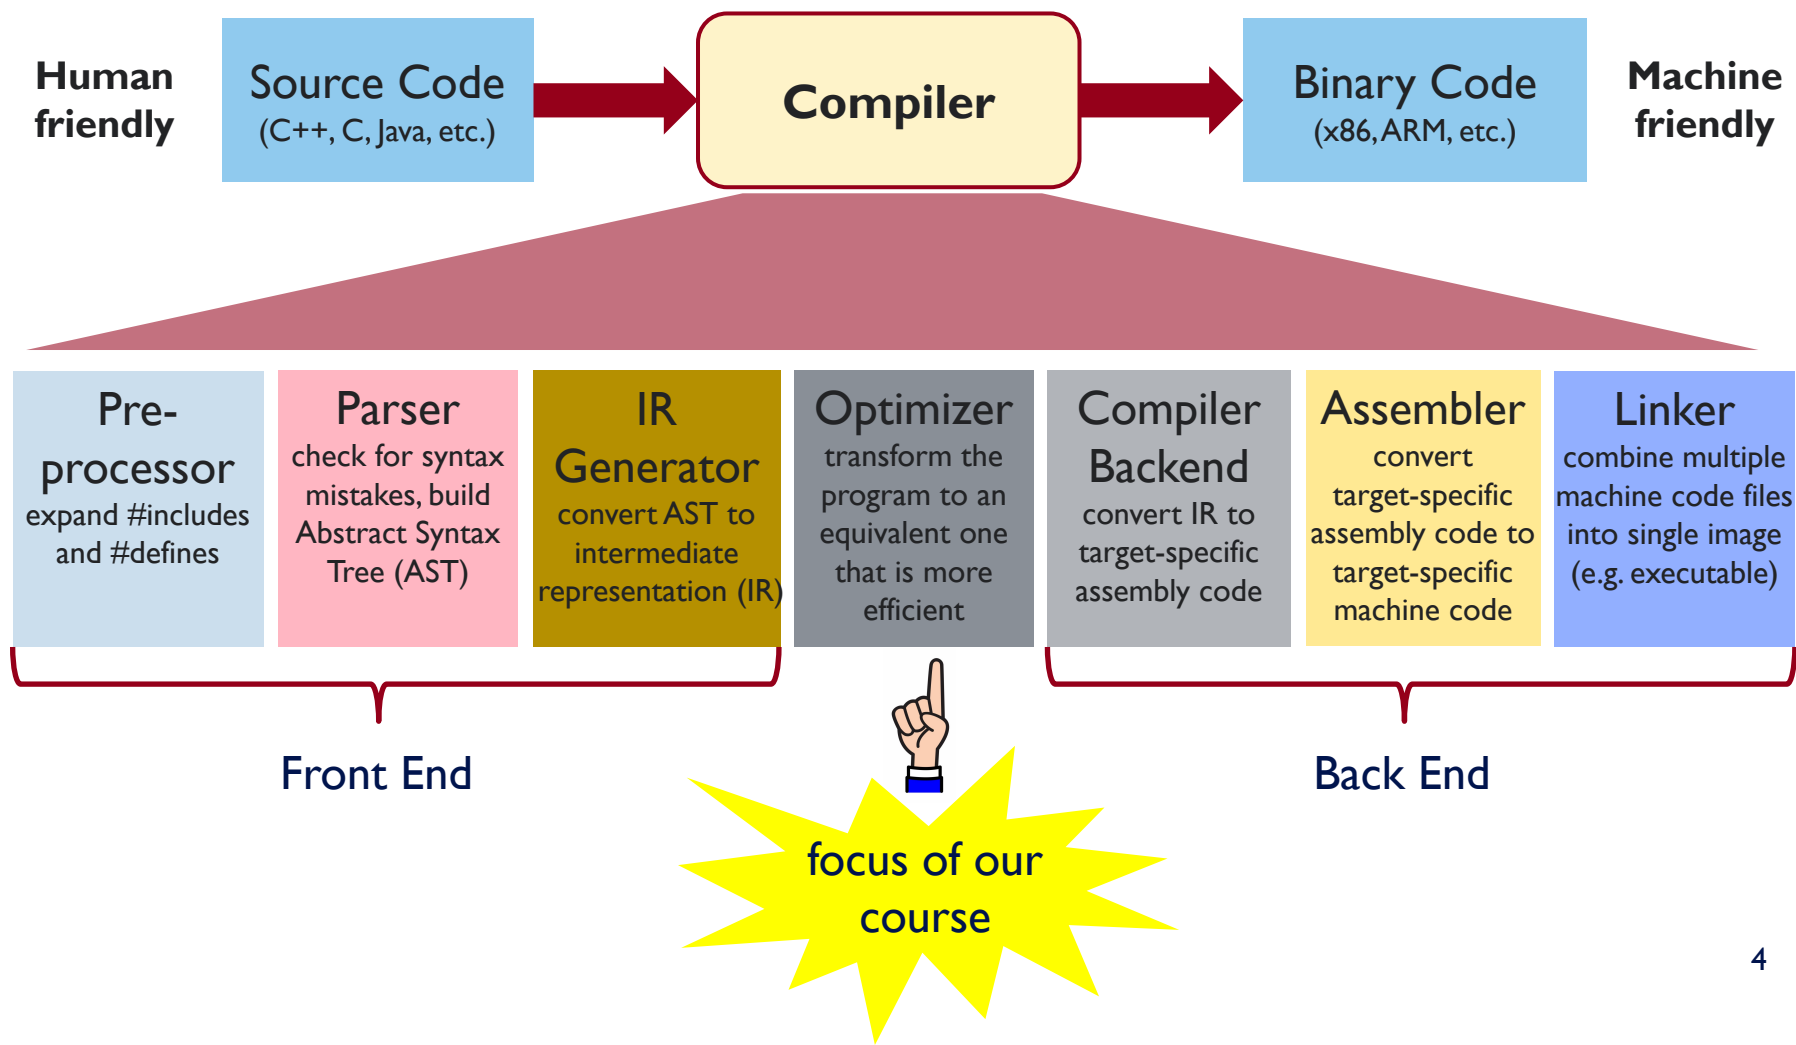 Human
friendly
Source Code
(C++, C, Java, etc.)
Compiler
Binary Code
(x86, ARM, etc.)
Machine
friendly
Pre-
processor
expand #includes
and #defines
Parser
check for syntax
mistakes, build
Abstract Syntax
Tree (AST)
IR
Generator
convert AST to
intermediate
representation (IR)
Optimizer
transform the
program to an
equivalent one
that is more
efficient
Compiler
Backend
convert IR to
target-specific
assembly code
Assembler
convert
target-specific
assembly code to
target-specific
machine code
Linker
combine multiple
machine code files
into single image
(e.g. executable)
Front End
Back End
focus of our
course
4